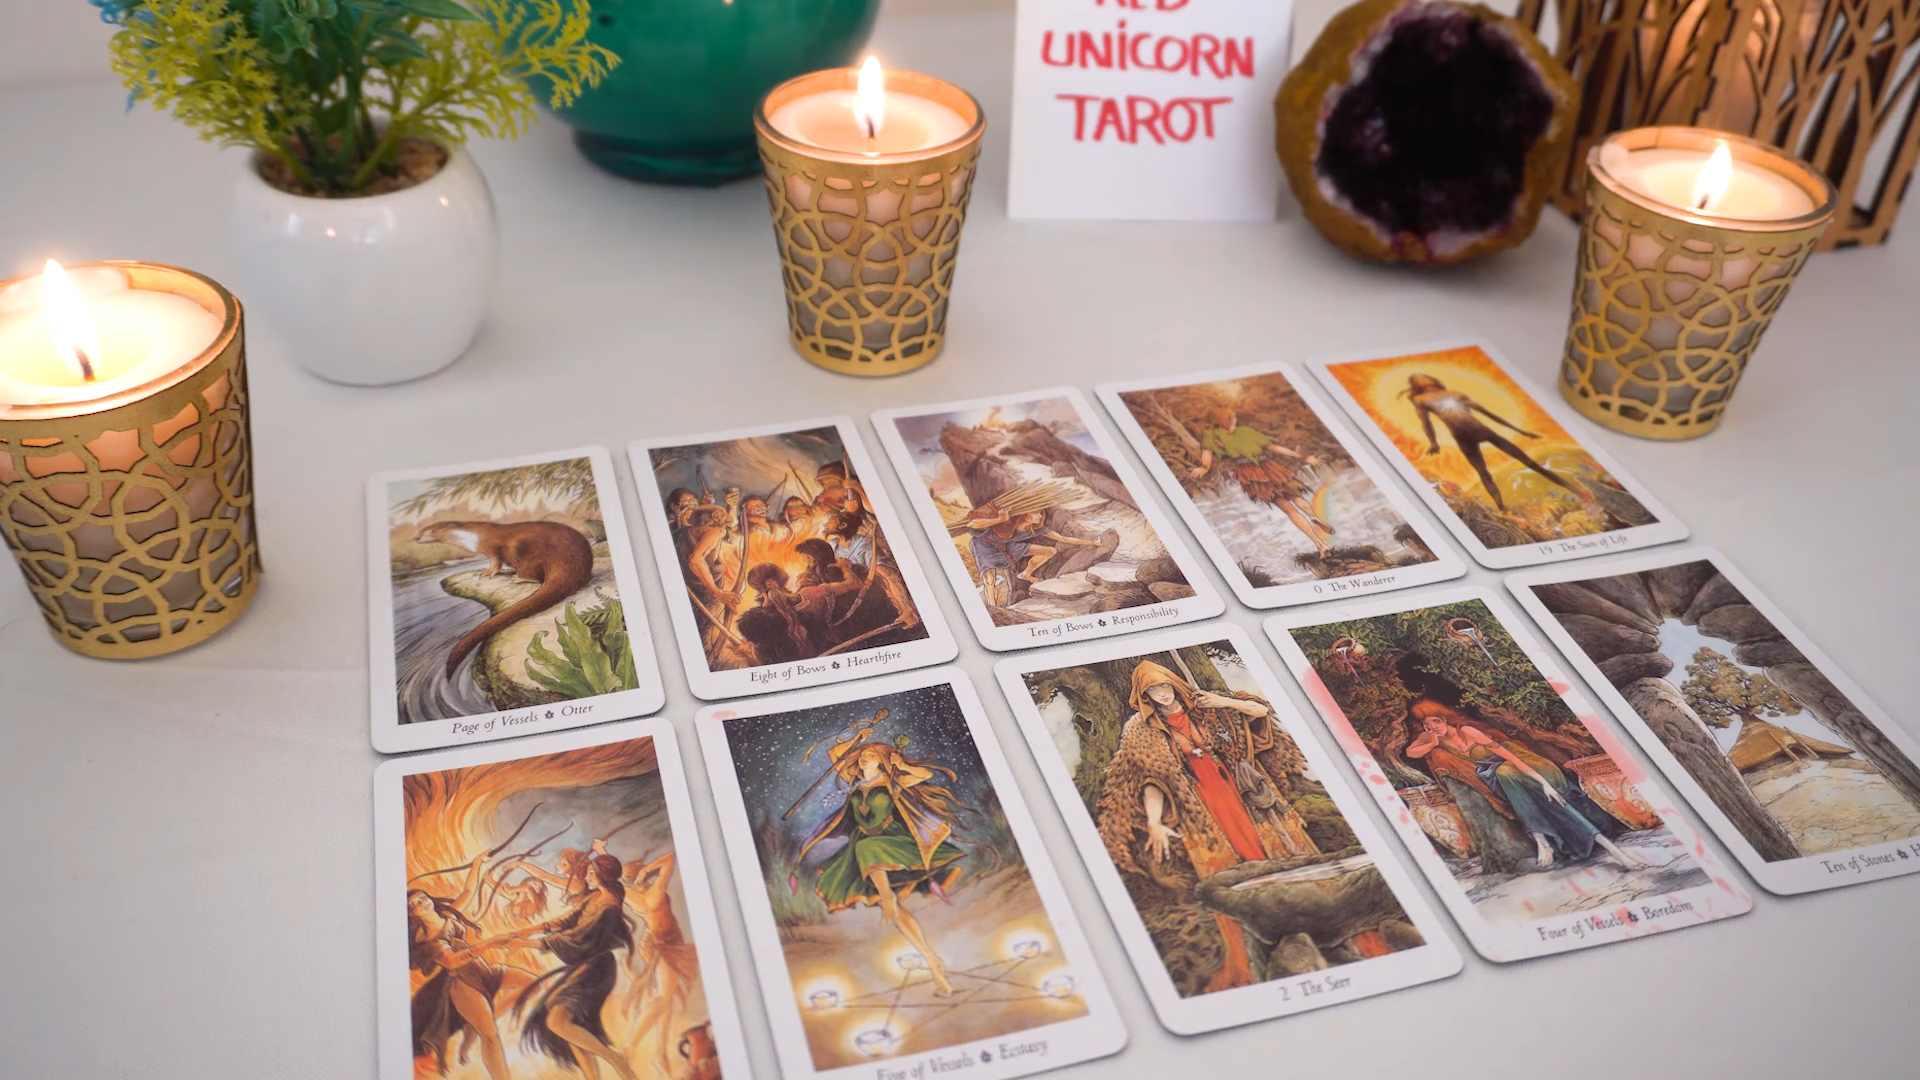 RED
UNICORN
TAROT
Page of Vessels Otter
Eight of Bows Hearthfire
Ten of Bows Responsibility
0 The Wanderer
19 The Sun of Life
Five of Vessels Ecstasy
2 The Seer
Four of Vessels Boredom
Ten of Stones H